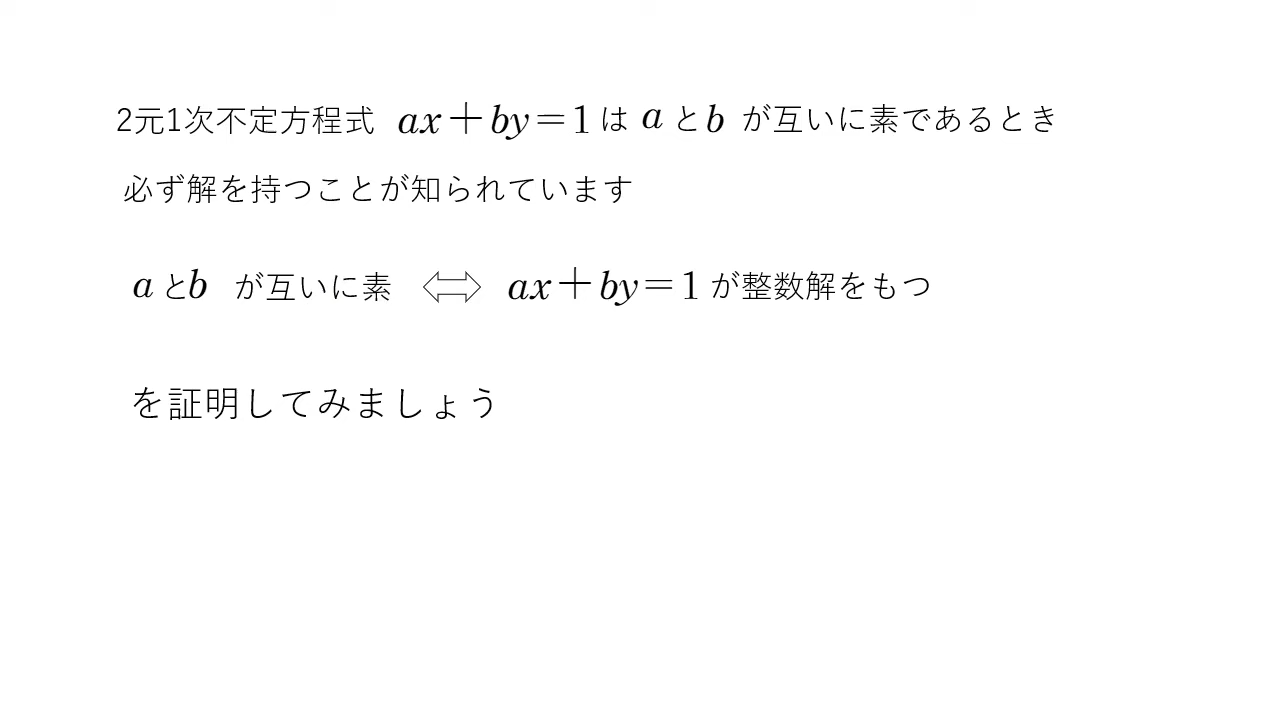 2元1次不定方程式 ax＋by＝1 は a と b が互いに素であるとき
必ず解を持つことが知られています
a と b が互いに素 ⇔ ax＋by＝1 が整数解をもつ
を証明してみましょう